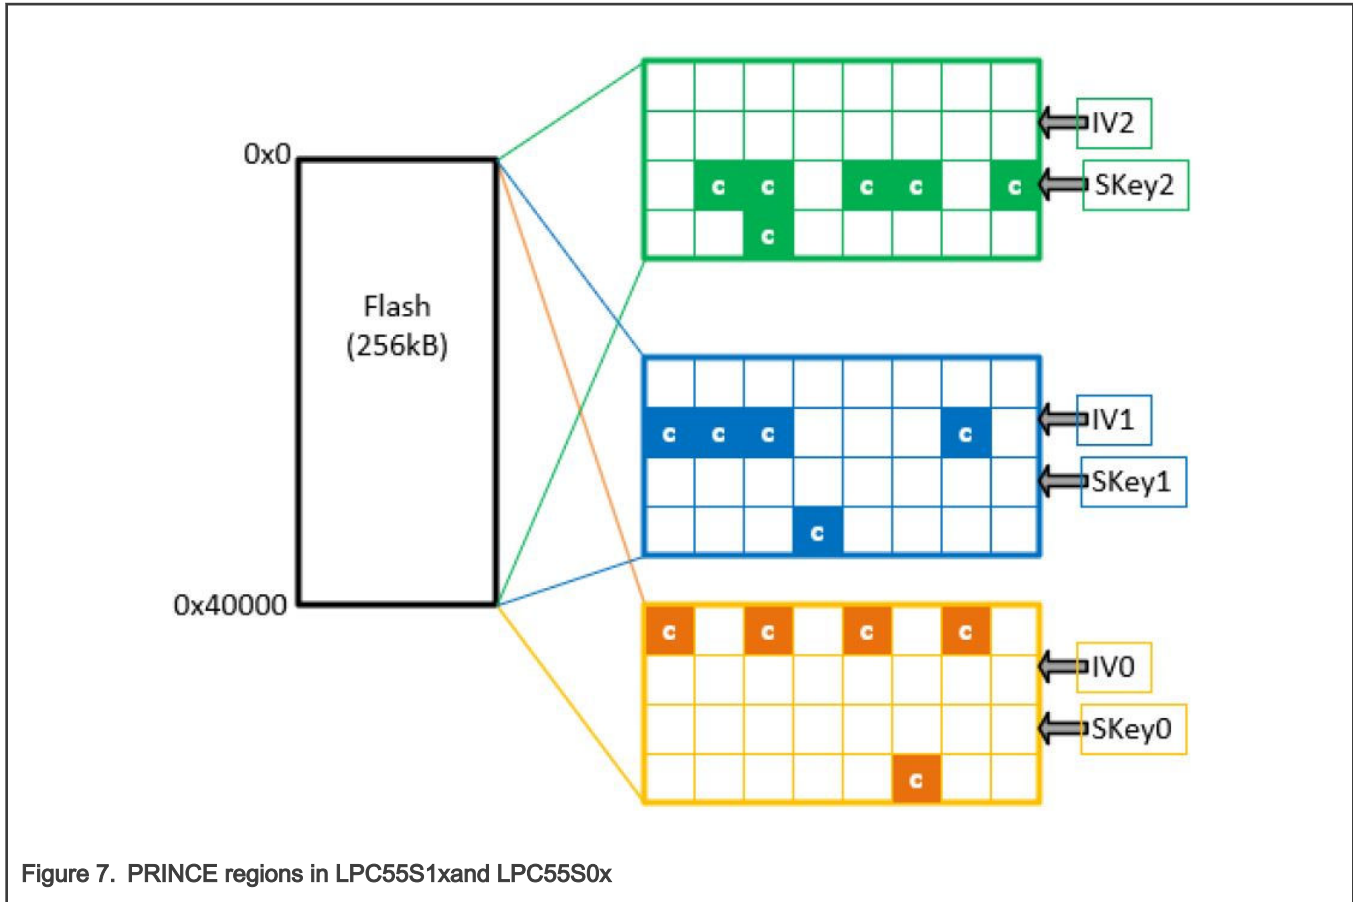 0x0
Flash
(256kB)
0x40000
IV2
c c c c c
SKey2
c
IV1
c c c c
SKey1
c
c c c c
IV0
SKey0
c
Figure 7. PRINCE regions in LPC55S1xand LPC55S0x